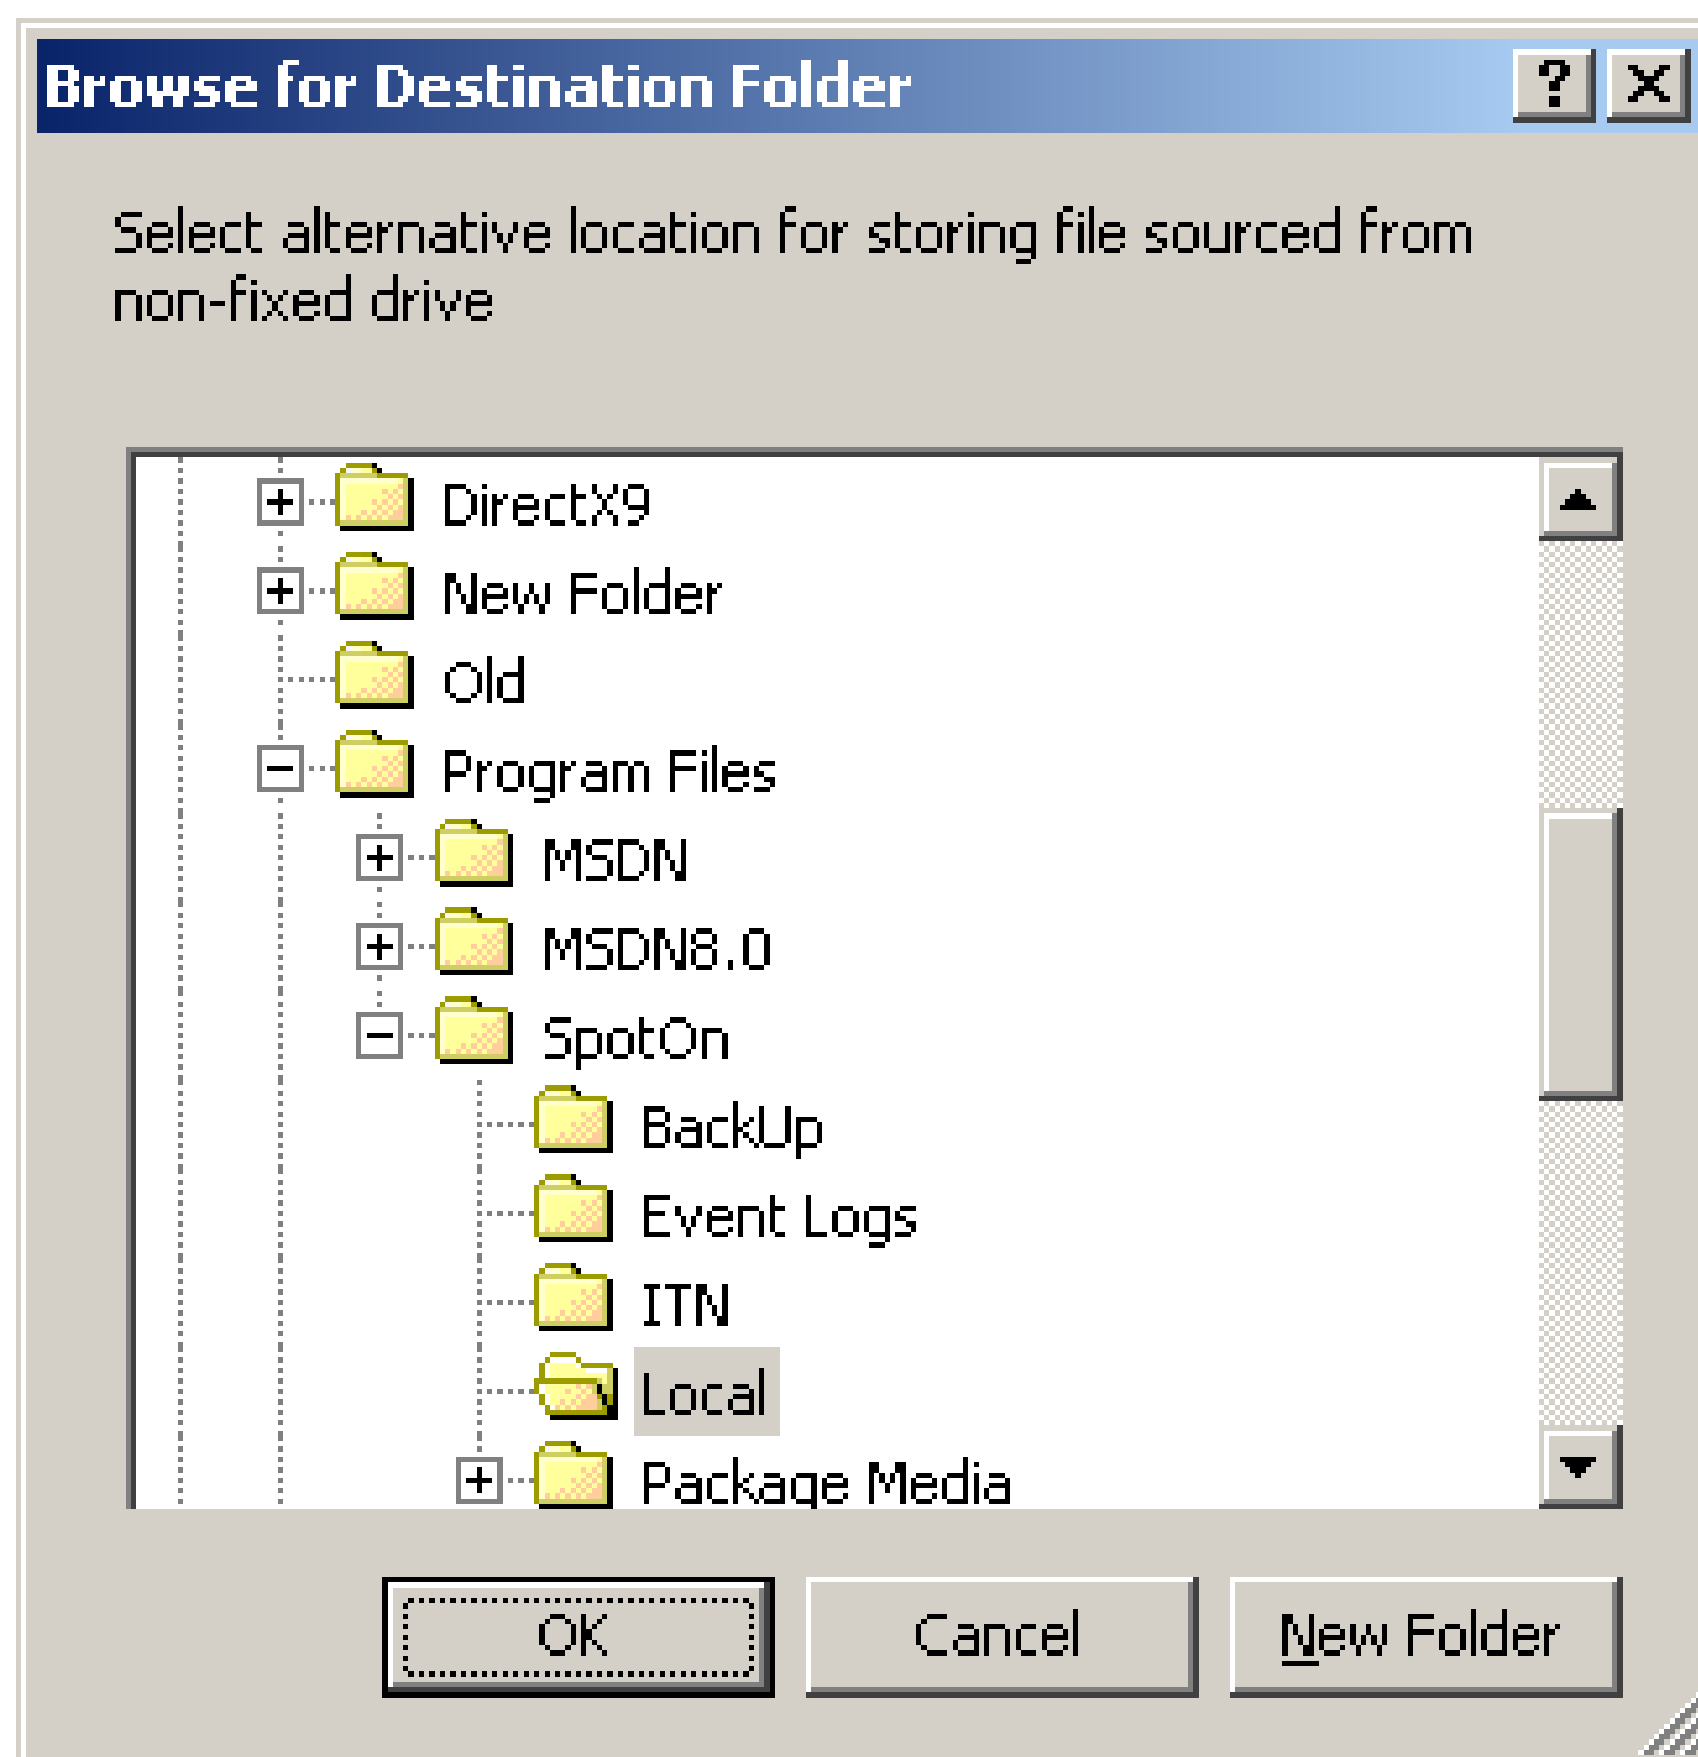 Browse for Destination Folder
Select alternative location for storing file sourced from
non-fixed drive
DirectX9
New Folder
Old
Program Files
MSDN
MSDN8.0
SpotOn
BackUp
Event Logs
ITN
Local
Package Media
OK Cancel New Folder